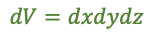 dV = dxdydz